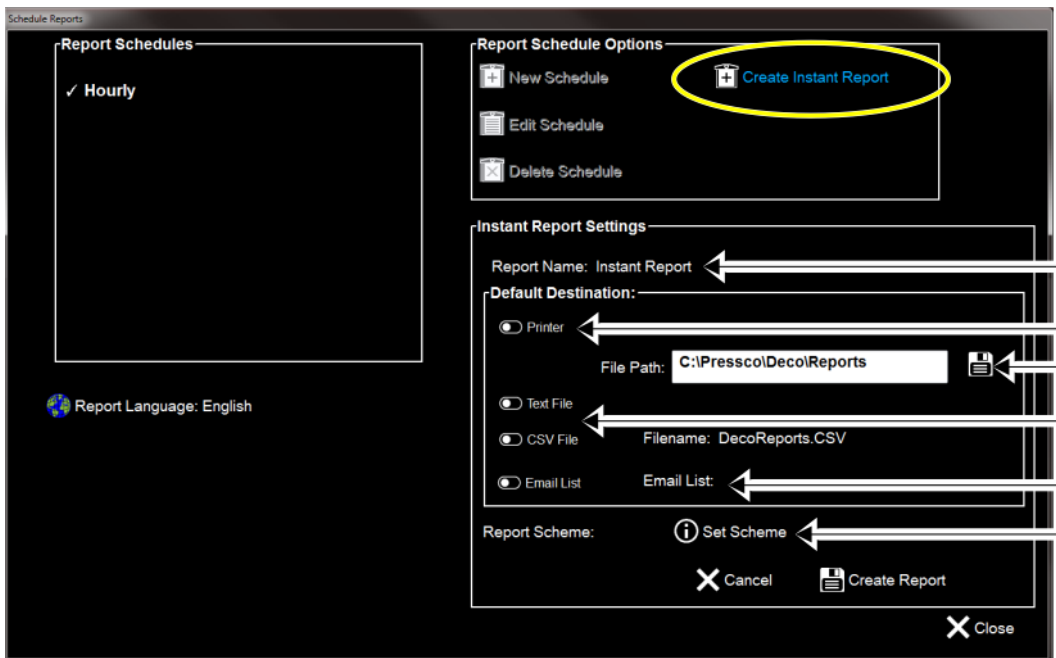 Schedule Reports
Report Schedules
✓ Hourly
Report Language: English
Report Schedule Options
New Schedule
Create Instant Report
Edit Schedule
Delete Schedule
Instant Report Settings
Report Name: Instant Report
Default Destination:
Printer
File Path: C:\Pressco\Deco\Reports
Text File
CSV File
Filename: DecoReports.CSV
Email List
Email List:
Report Scheme:
Set Scheme
Cancel
Create Report
Close